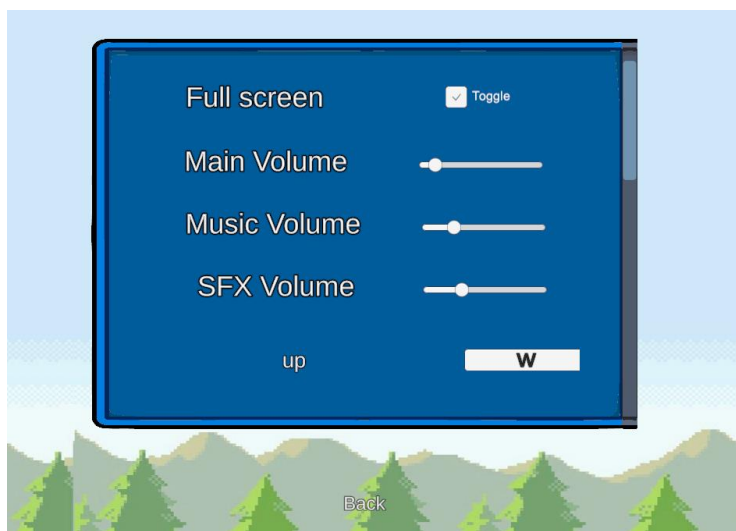 Full screen
Toggle
Main Volume
Music Volume
SFX Volume
up
W
Back